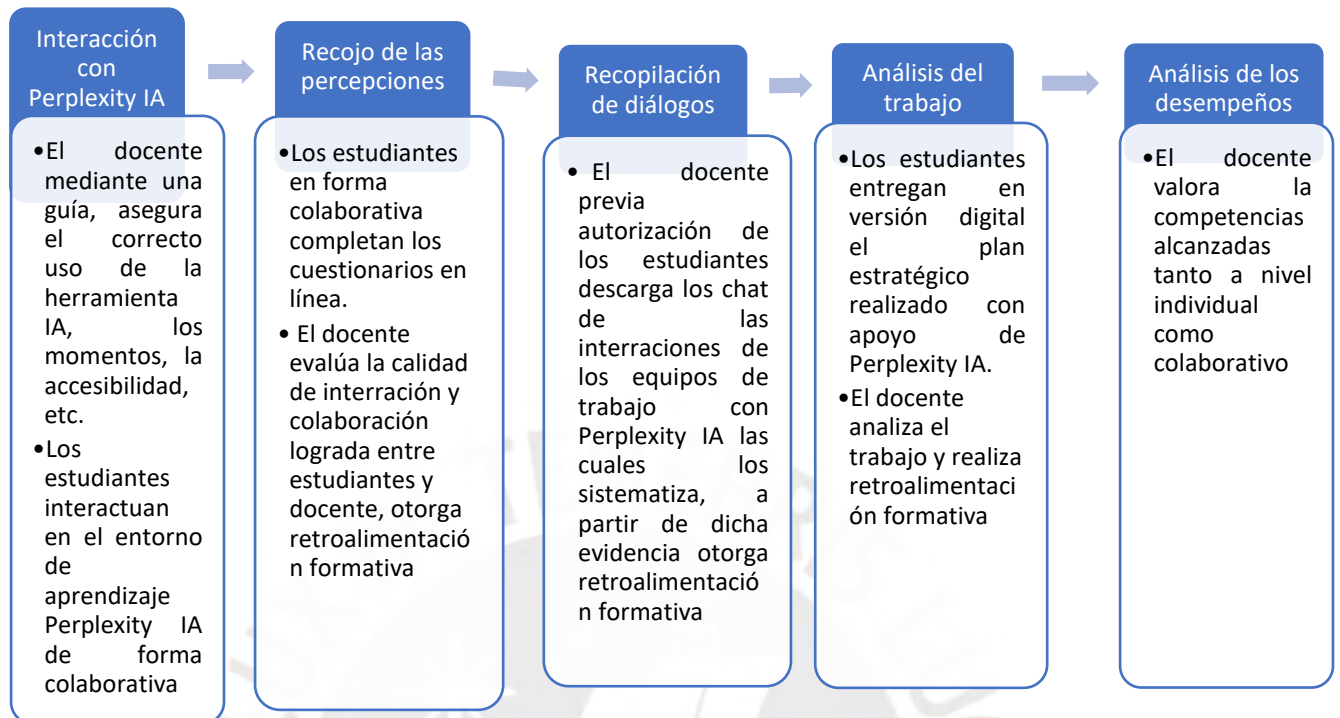 Interacción
con
Perplexity IA
•El docente
mediante una
guía, asegura
el correcto
uso de la
herramienta
IA, los
momentos, la
accesibilidad,
etc.
•Los
estudiantes
interactuan
en el entorno
de
aprendizaje
Perplexity IA
de forma
colaborativa
Recojo de las
percepciones
•Los estudiantes
en forma
colaborativa
completan los
cuestionarios en
línea.
• El docente
evalúa la calidad
de interración y
colaboración
lograda entre
estudiantes y
docente, otorga
retroalimentació
n formativa
Recopilación
de diálogos
• El docente
previa
autorización de
los estudiantes
descarga los chat
de las
interraciones de
los equipos de
trabajo con
Perplexity IA las
cuales los
sistematiza, a
partir de dicha
evidencia otorga
retroalimentació
n formativa
Análisis del
trabajo
•Los estudiantes
entregan en
versión digital
el plan
estratégico
realizado con
apoyo de
Perplexity IA.
•El docente
analiza el
trabajo y realiza
retroalimentaci
ón formativa
Análisis de los
desempeños
•El docente
valora la
competencias
alcanzadas
tanto a nivel
individual
como
colaborativo